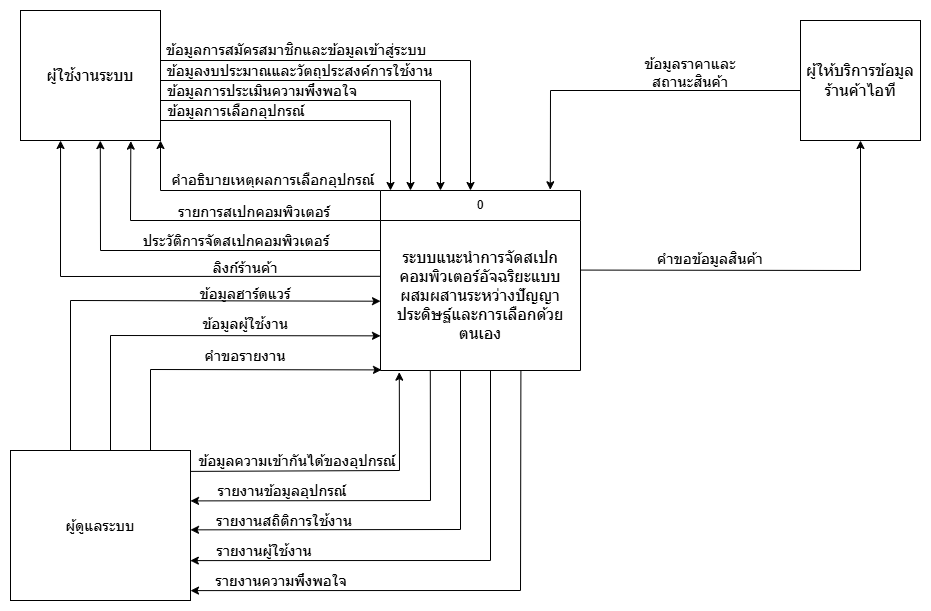 ผู้ใช้งานระบบ
ข้อมูลการสมัครสมาชิกและข้อมูลเข้าสู่ระบบ
ข้อมูลงบประมาณและวัตถุประสงค์การใช้งาน
ข้อมูลการประเมินความพึงพอใจ
ข้อมูลการเลือกอุปกรณ์
ข้อมูลราคาและ
สถานะสินค้า
ผู้ให้บริการข้อมูล
ร้านค้าไอที
คำอธิบายเหตุผลการเลือกอุปกรณ์
รายการสเปกคอมพิวเตอร์
ประวัติการจัดสเปกคอมพิวเตอร์
ลิงก์ร้านค้า
0
ระบบแนะนำการจัดสเปก
คอมพิวเตอร์อัจฉริยะแบบ
ผสมผสานระหว่างปัญญา
ประดิษฐ์และการเลือกด้วย
ตนเอง
คำขอข้อมูลสินค้า
ข้อมูลฮาร์ดแวร์
ข้อมูลผู้ใช้งาน
คำขอรายงาน
ผู้ดูแลระบบ
ข้อมูลความเข้ากันได้ของอุปกรณ์
รายงานข้อมูลอุปกรณ์
รายงานสถิติการใช้งาน
รายงานผู้ใช้งาน
รายงานความพึงพอใจ